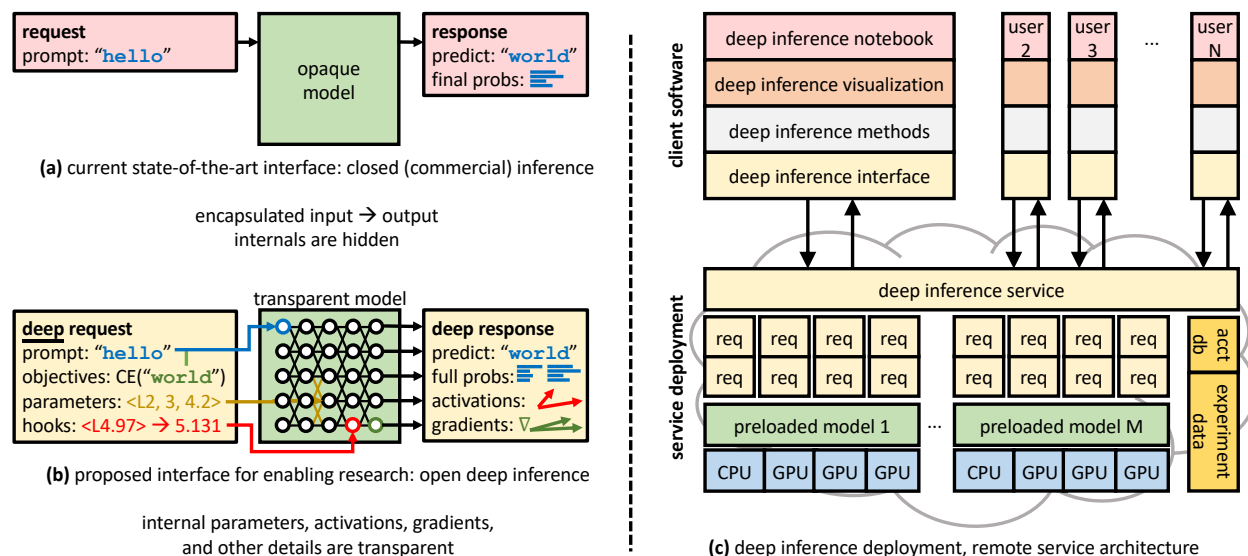 request
prompt: “hello”
opaque
model
response
predict: “world”
final probs:
(a) current state-of-the-art interface: closed (commercial) inference
encapsulated input → output
internals are hidden
transparent model
deep request
prompt: “hello”
objectives: CE(“world”)
parameters: <L2, 3, 4.2>
hooks: <L4.97> → 5.131
deep response
predict: “world”
full probs:
activations:
gradients: ∇
(b) proposed interface for enabling research: open deep inference
internal parameters, activations, gradients,
and other details are transparent
client software
deep inference notebook
deep inference visualization
deep inference methods
deep inference interface
user
2
user
3
...
user
N
service deployment
deep inference service
req req req req
req req req req
preloaded model 1
CPU GPU GPU GPU
...
req req req req
req req req req
preloaded model M
CPU GPU GPU GPU
acct
db
experiment
data
(c) deep inference deployment, remote service architecture